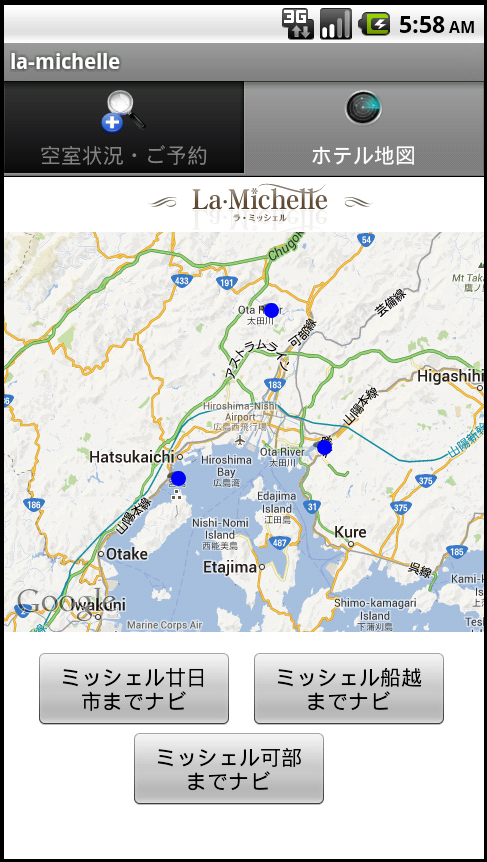 3G
5:58 AM
la-michelle
空室状況・ご予約
ホテル地図
La・Michelle
ラ・ミッシェル
54
Chugo
433
191
Mt Taka
Ota River
太田川
芸備線
可部線
アストラムライン
183
Higashihi
Hiroshima-Nishi
Airport
広島西飛行場
山陽本線
山陽新幹
Hatsukaichi
Hiroshima
Bay
広島湾
Ota River
太田川
375
186
山陽本線
Edajima
Island
江田島
31
375
Nishi-Nomi
Island
西能美島
487
Kure
185
Otake
Etajima
呉線
Kami-k
Island
Google
Iwakuni
2
Shimo-kamagari
Island
下蒲刈島
Marine Corps Air
ミッシェル廿日
市までナビ
ミッシェル船越
までナビ
ミッシェル可部
までナビ